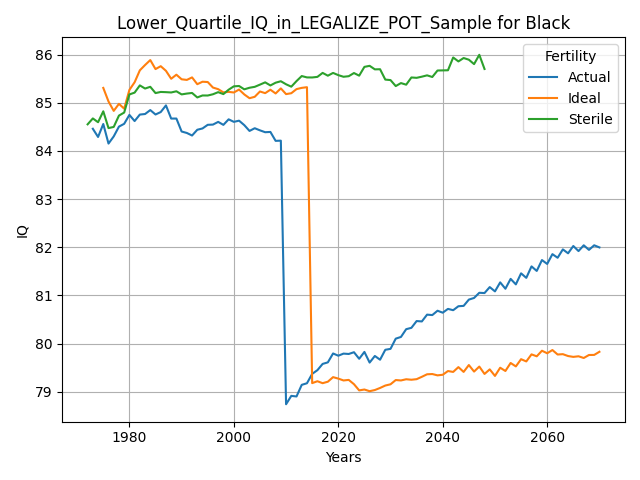 Lower_Quartile_IQ_in_LEGALIZE_POT_Sample for Black
Fertility
Actual
Ideal
Sterile
IQ
86
85
84
83
82
81
80
79
1980
2000
2020
2040
2060
Years